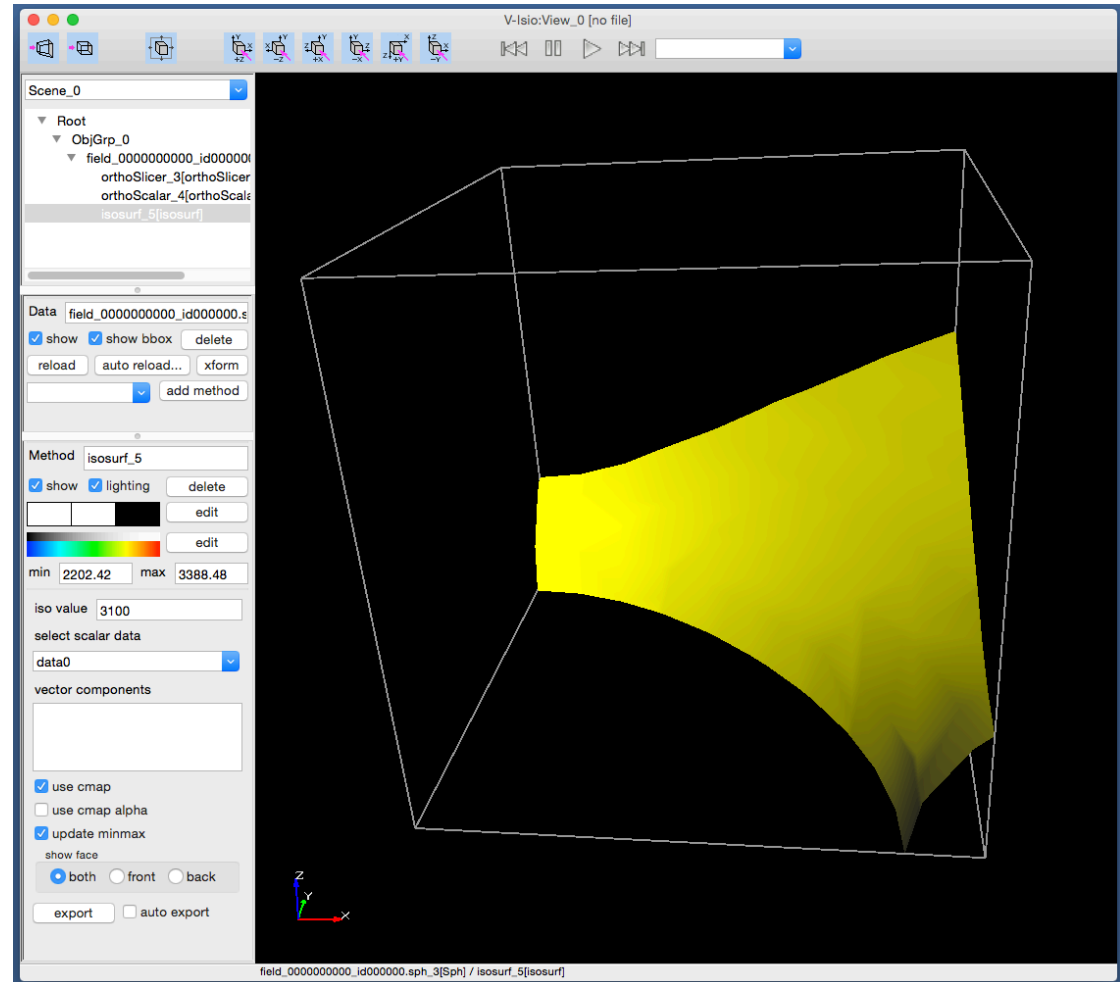 V-Isio:View_0 [no file]
Scene_0
Root
ObjGrp_0
field_0000000000_id000000
orthoSlicer_3[orthoSlicer
orthoScalar_4[orthoScala
isosurf_5[isosurf]
Data field_0000000000_id000000.s
show show bbox delete
reload auto reload... xform
add method
Method isosurf_5
show lighting delete
edit
edit
min 2202.42 max 3388.48
iso value 3100
select scalar data
data0
vector components
use cmap
use cmap alpha
update minmax
show face
both front back
export auto export
Z
Y
X
field_0000000000_id000000.sph_3[Sph] / isosurf_5[isosurf]